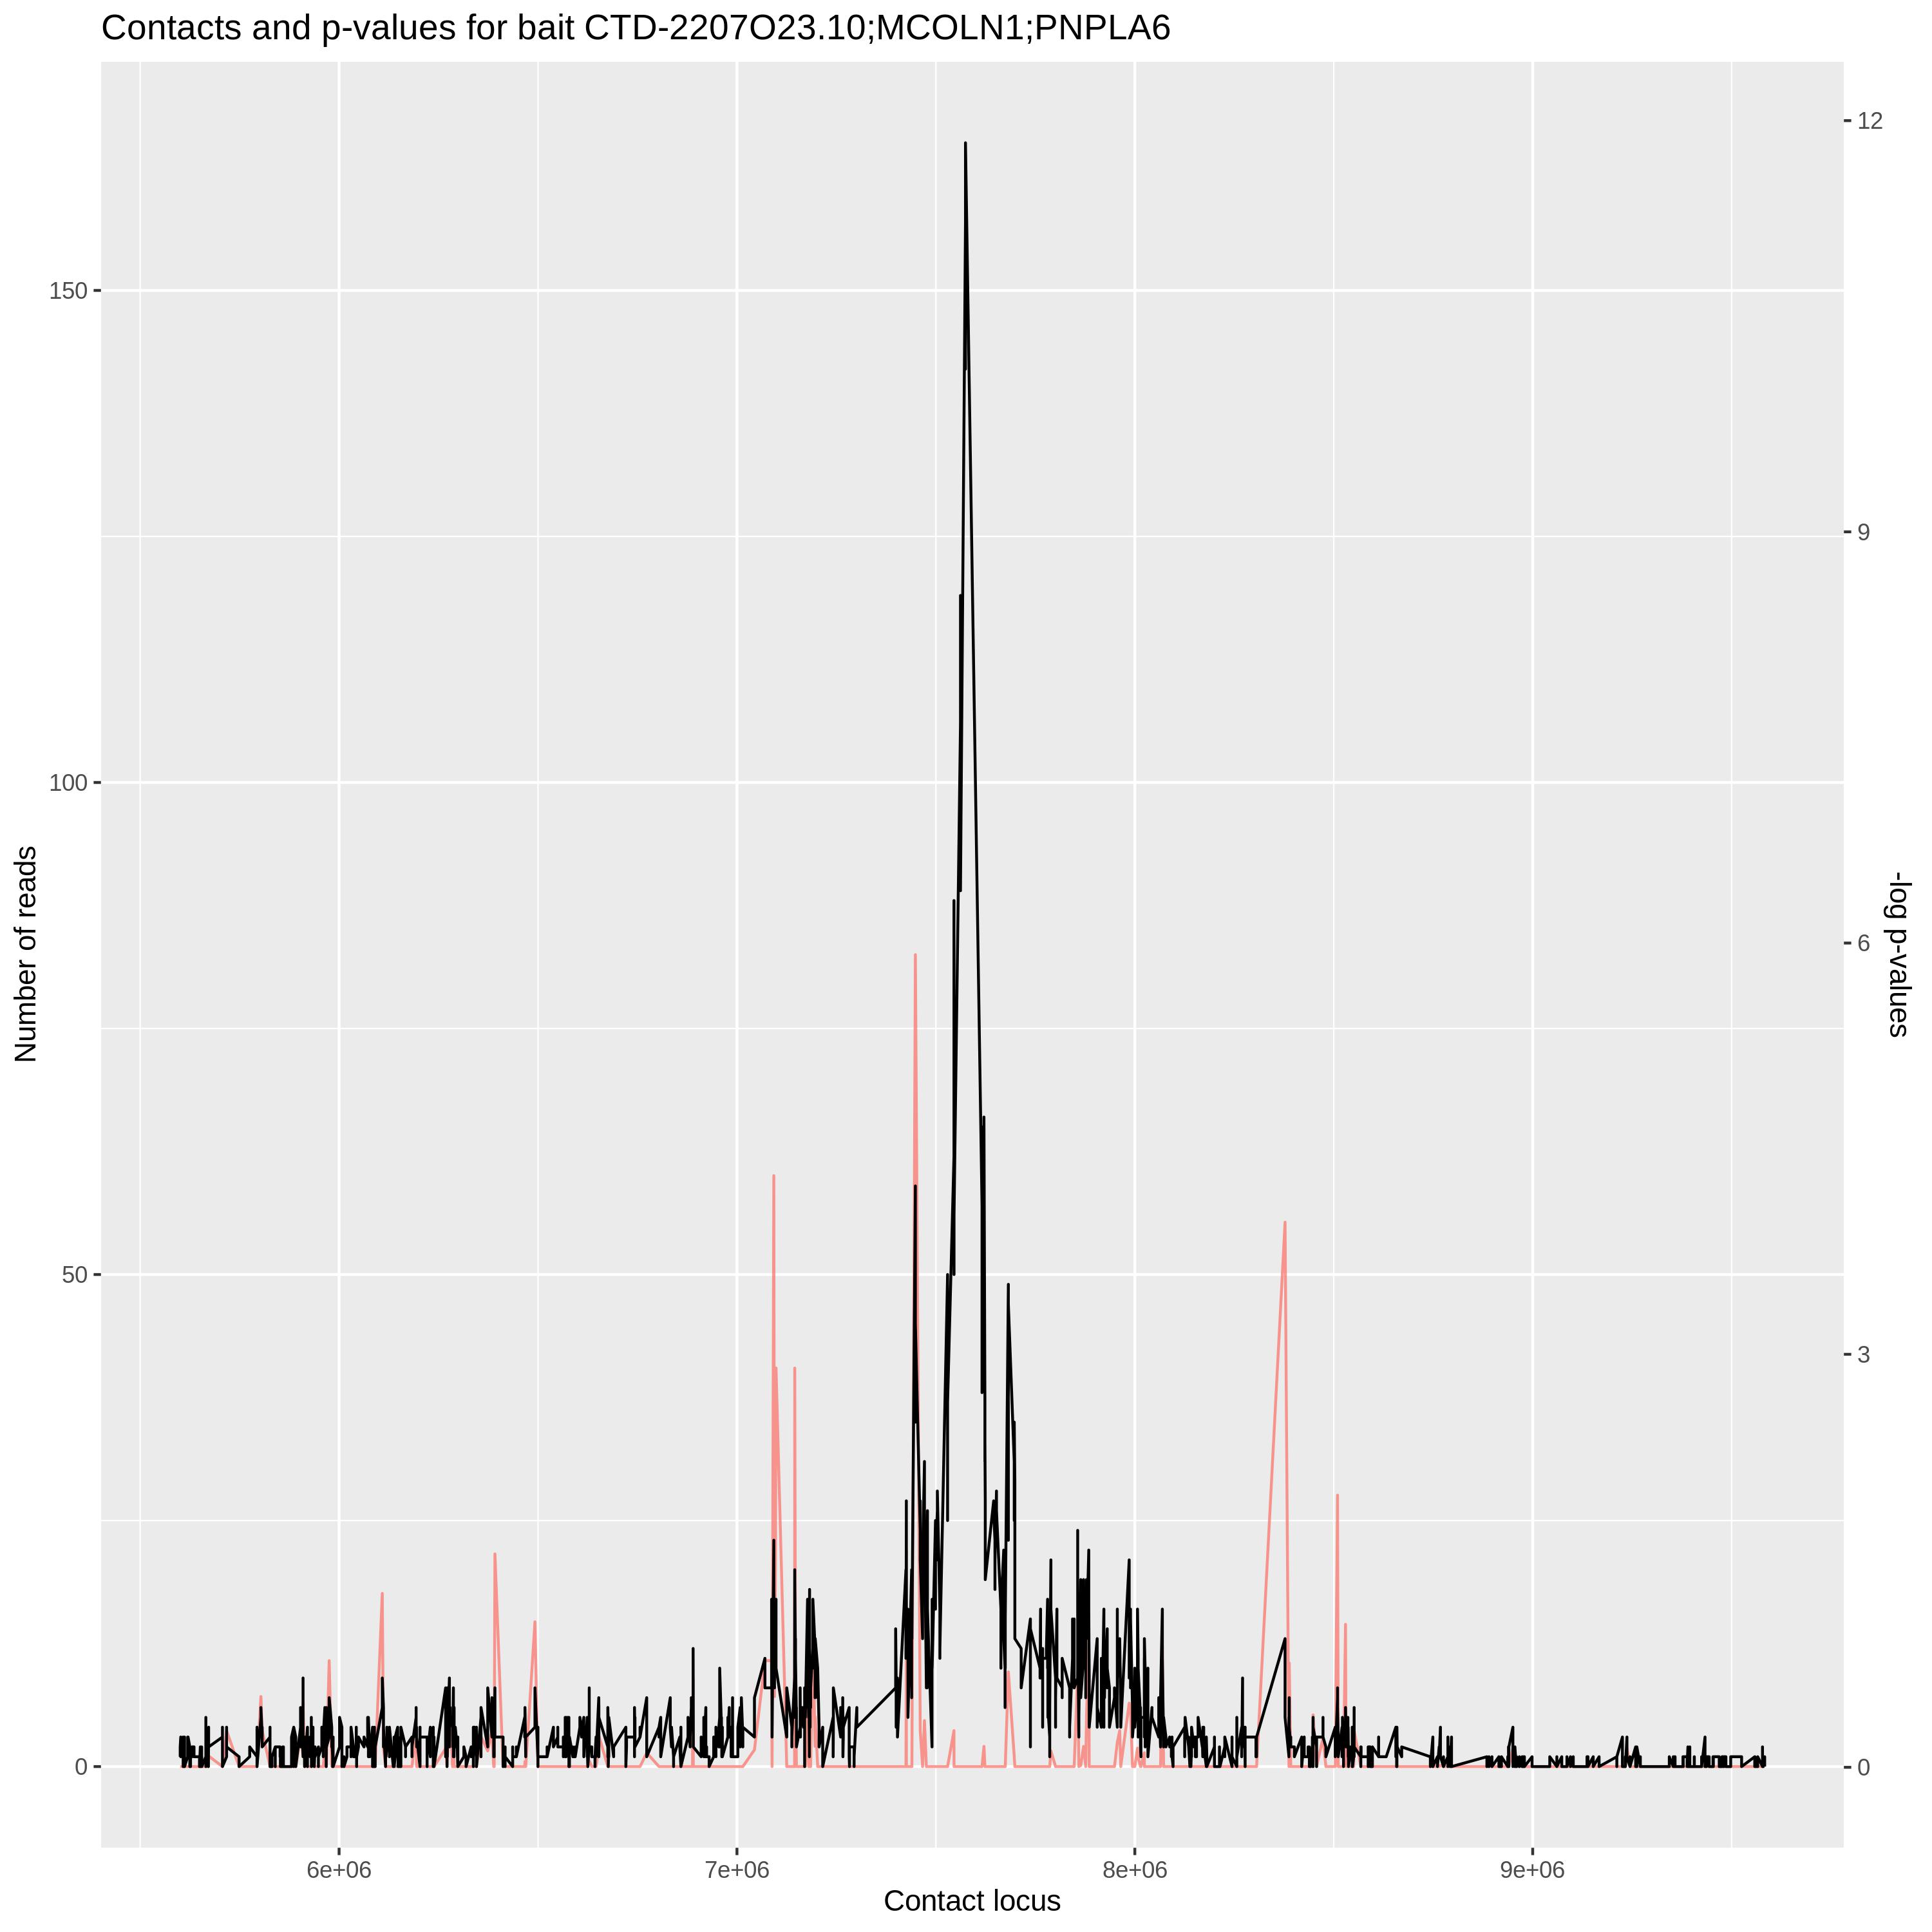 Contacts and p-values for bait CTD-2207O23.10;MCOLN1;PNPLA6
Number of reads
150
100
50
0
12
9
6
3
0
-log p-values
6e+06
7e+06
8e+06
9e+06
Contact locus